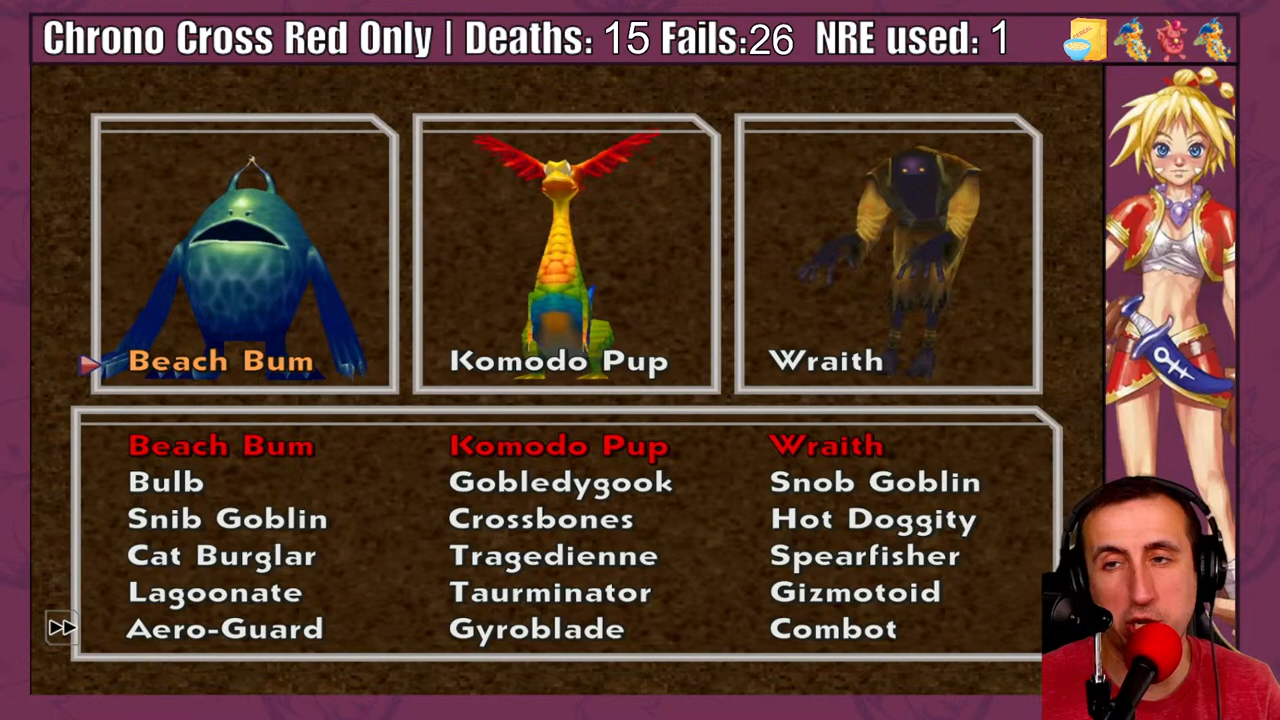 Chrono Cross Red Only | Deaths: 15 Fails:26 NRE used: 1
CEREAL
Beach Bum Komodo Pup Wraith
Beach Bum Komodo Pup Wraith
Bulb Gobledygook Snob Goblin
Snib Goblin Crossbones Hot Doggity
Cat Burglar Tragedienne Spearfisher
Lagoonate Taurminator Gizmotoid
Aero-Guard Gyroblade Combot